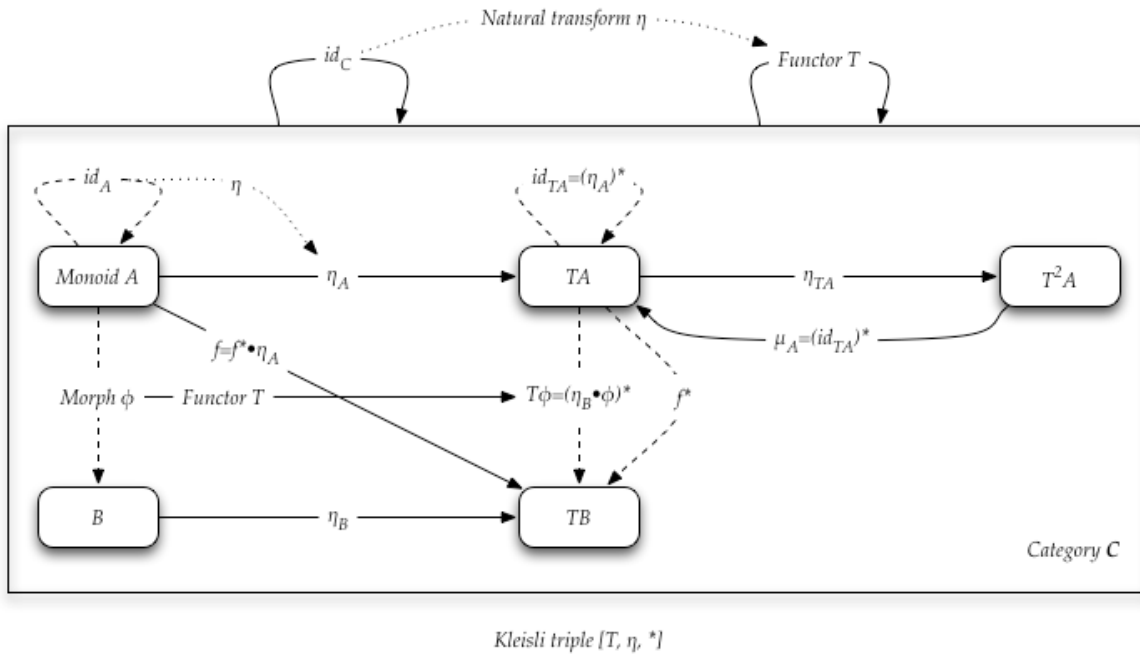 Natural transform η
id_C
Functor T
id_A
η
id_TA=(η_A)*
Monoid A
η_A
TA
η_TA
T²A
μ_A=(id_TA)*
f=f*•η_A
Morph ϕ
Functor T
Tϕ=(η_B•ϕ)*
f*
B
η_B
TB
Category C
Kleisli triple [T, η, *]